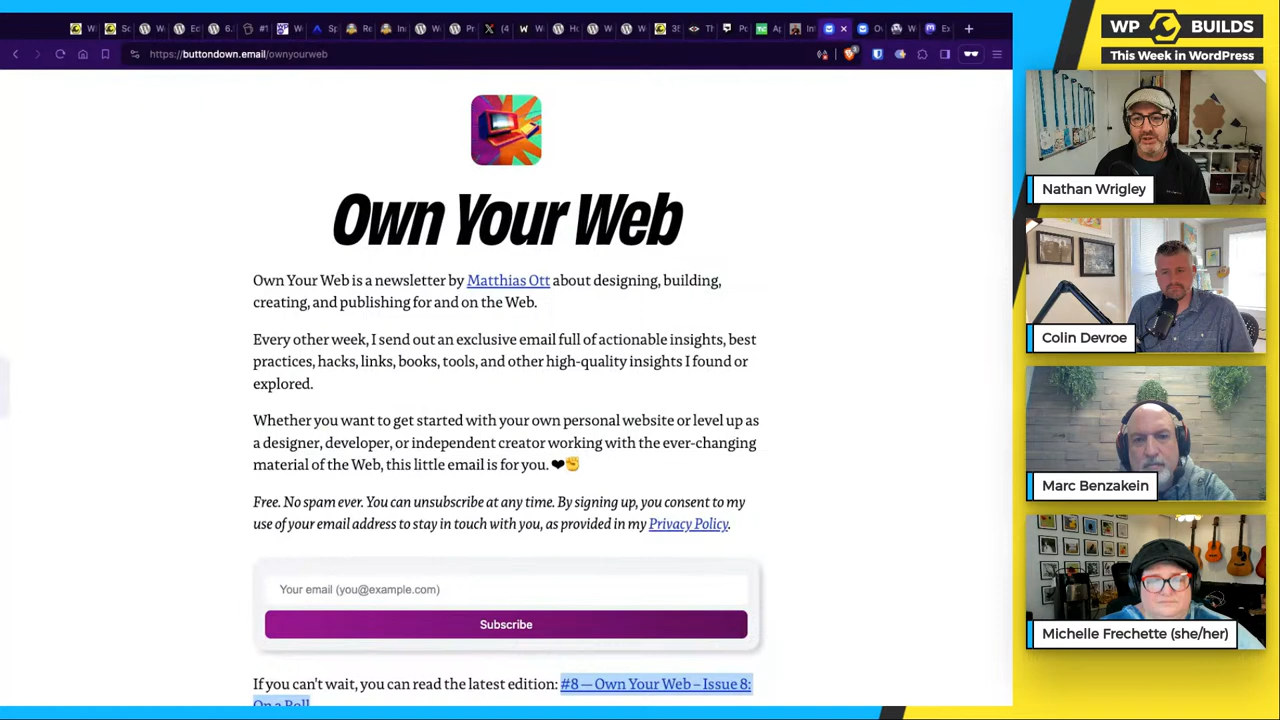 https://buttondown.email/ownyourweb
WP BUILDS
This Week in WordPress
Own Your Web
Own Your Web is a newsletter by Matthias Ott about designing, building,
creating, and publishing for and on the Web.
Every other week, I send out an exclusive email full of actionable insights, best
practices, hacks, links, books, tools, and other high-quality insights I found or
explored.
Whether you want to get started with your own personal website or level up as
a designer, developer, or independent creator working with the ever-changing
material of the Web, this little email is for you. ❤✊
Free. No spam ever. You can unsubscribe at any time. By signing up, you consent to my
use of your email address to stay in touch with you, as provided in my Privacy Policy.
Your email (you@example.com)
Subscribe
If you can't wait, you can read the latest edition: #8 — Own Your Web – Issue 8:
On a Roll
Nathan Wrigley
Colin Devroe
Marc Benzakein
Michelle Frechette (she/her)